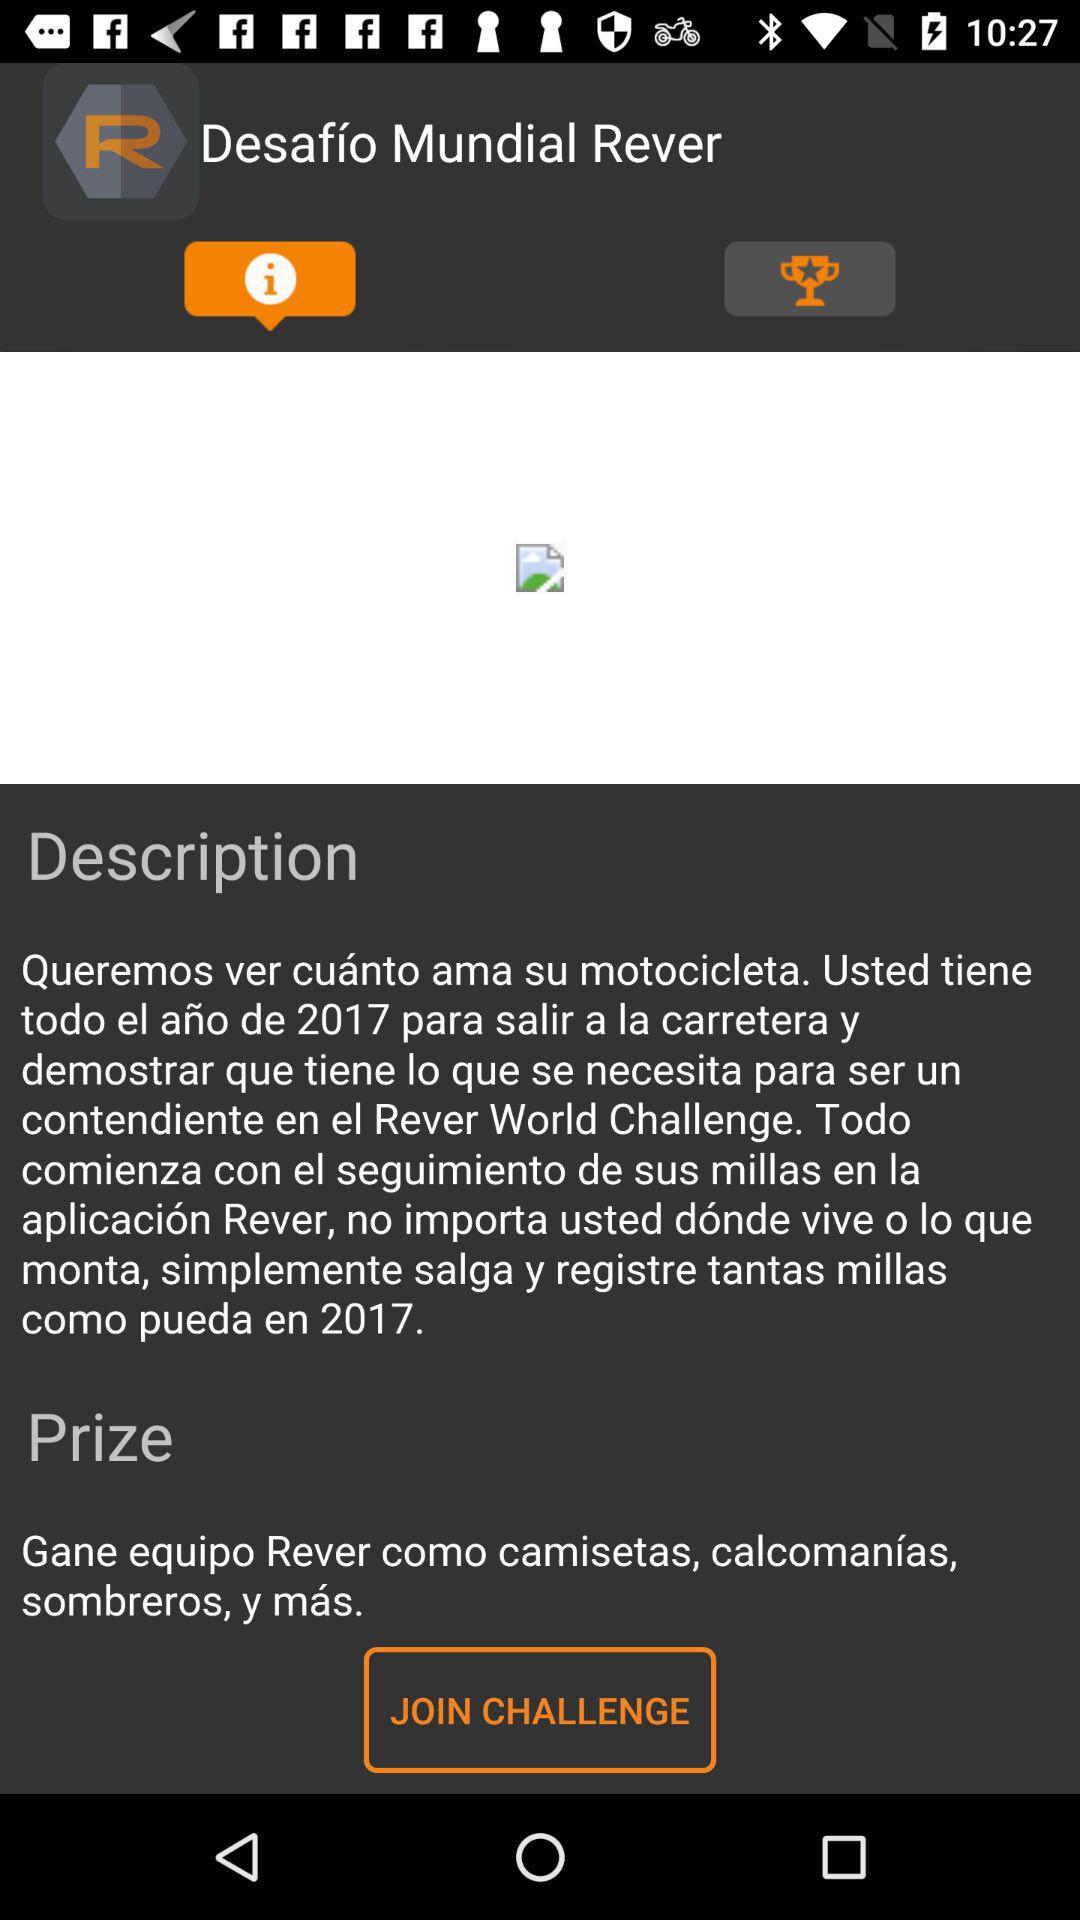 10:27
R Desafío Mundial Rever
Description
Queremos ver cuánto ama su motocicleta. Usted tiene
todo el año de 2017 para salir a la carretera y
demostrar que tiene lo que se necesita para ser un
contendiente en el Rever World Challenge. Todo
comienza con el seguimiento de sus millas en la
aplicación Rever, no importa usted dónde vive o lo que
monta, simplemente salga y registre tantas millas
como pueda en 2017.
Prize
Gane equipo Rever como camisetas, calcomanías,
sombreros, y más.
JOIN CHALLENGE